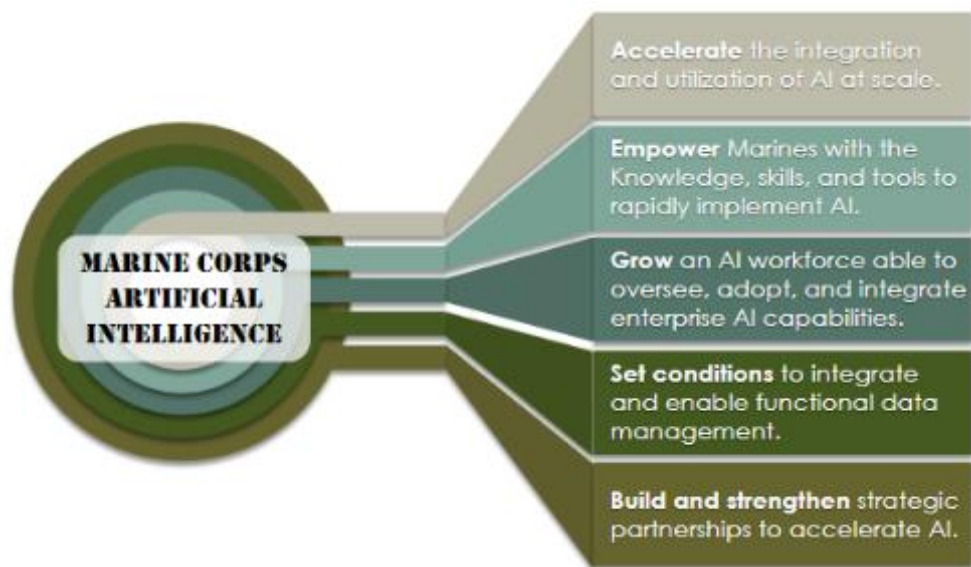 MARINE CORPS
ARTIFICIAL
INTELLIGENCE
Accelerate the integration
and utilization of AI at scale.
Empower Marines with the
Knowledge, skills, and tools to
rapidly implement AI.
Grow an AI workforce able to
oversee, adopt, and integrate
enterprise AI capabilities.
Set conditions to integrate
and enable functional data
management.
Build and strengthen strategic
partnerships to accelerate AI.